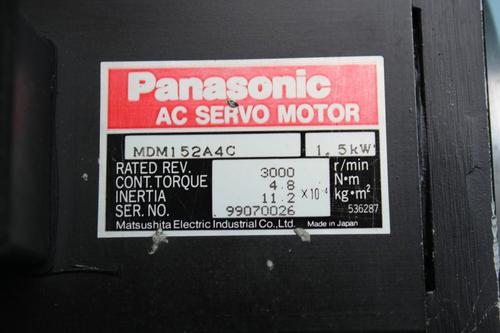 Panasonic
AC SERVO MOTOR
MDM152A4C 1.5kW
RATED REV. 3000 r/min
CONT.TORQUE 4.8 N·m
INERTIA 11.2 ×10⁻⁴ kg·m²
SER.NO. 99070026 536287
Matsushita Electric Industrial Co.,Ltd. Made in Japan